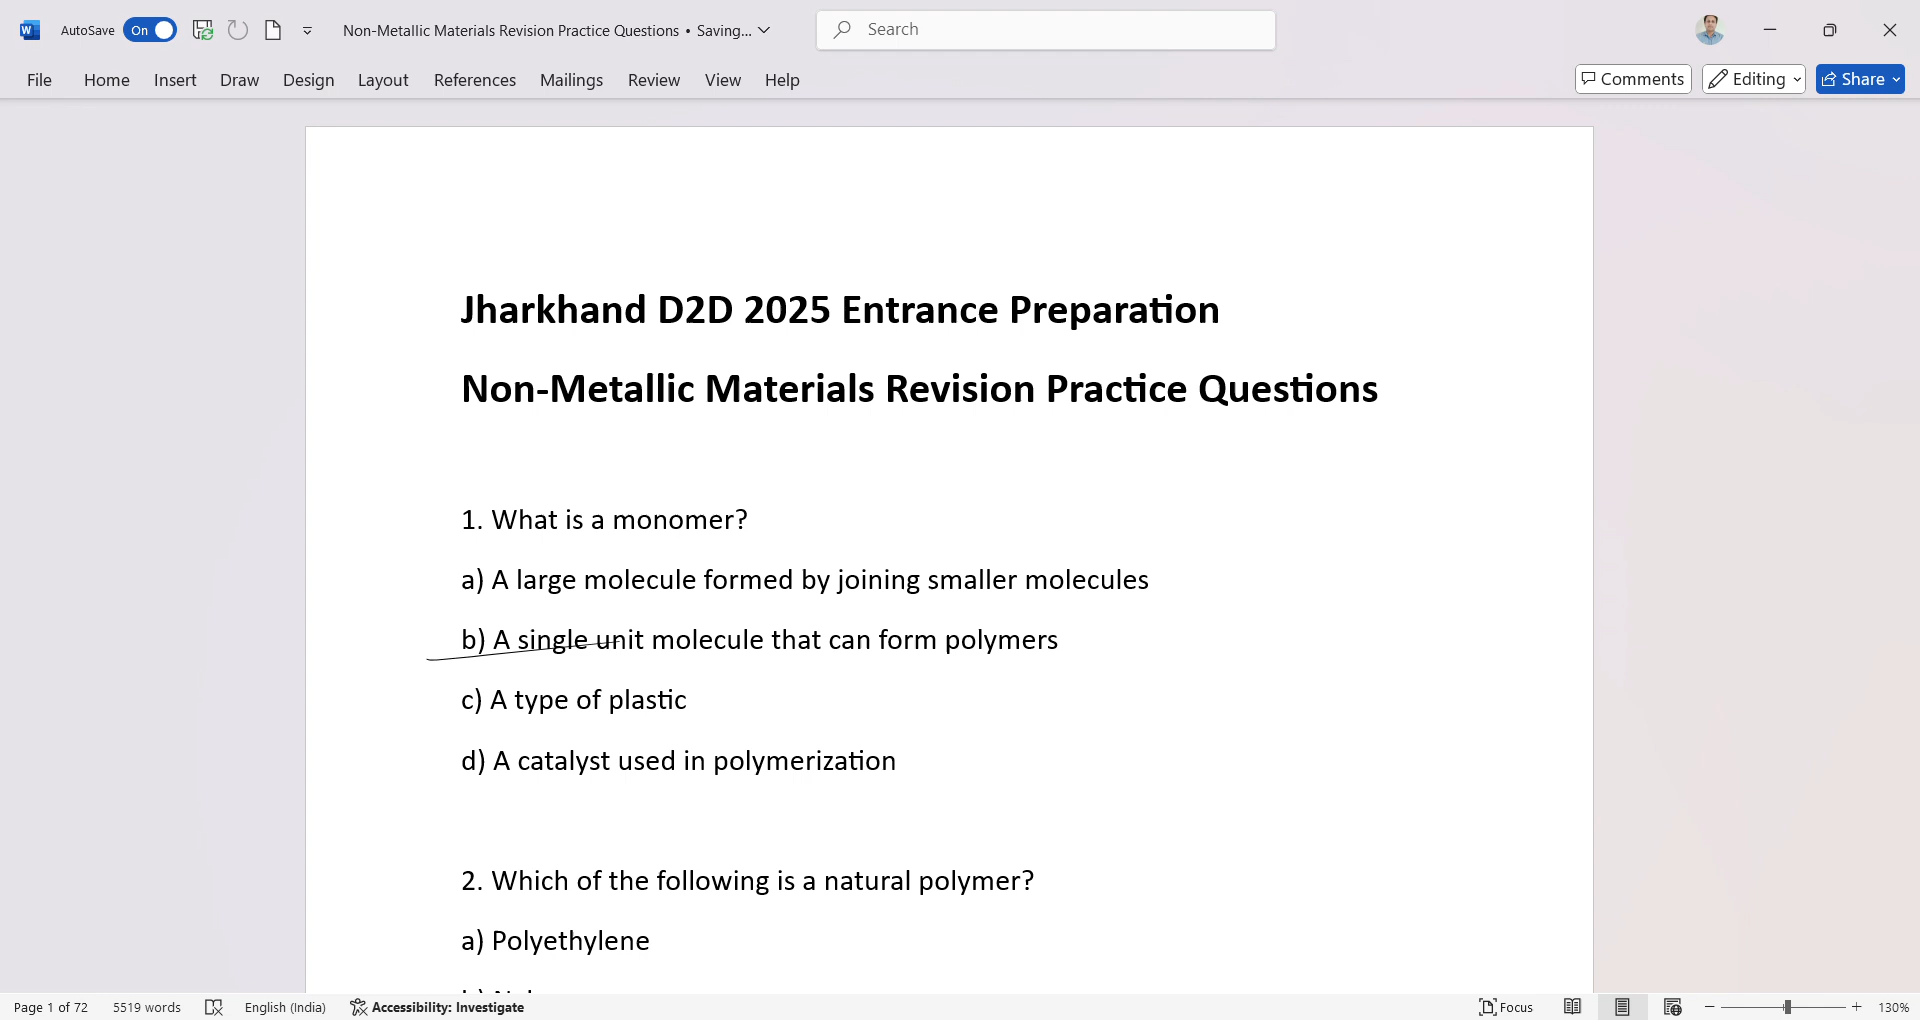 AutoSave On Non-Metallic Materials Revision Practice Questions • Saving... Search
File Home Insert Draw Design Layout References Mailings Review View Help Comments Editing Share
Jharkhand D2D 2025 Entrance Preparation
Non-Metallic Materials Revision Practice Questions
1. What is a monomer?
a) A large molecule formed by joining smaller molecules
b) A single unit molecule that can form polymers
c) A type of plastic
d) A catalyst used in polymerization
2. Which of the following is a natural polymer?
a) Polyethylene
Page 1 of 72 5519 words English (India) Accessibility: Investigate Focus 130%